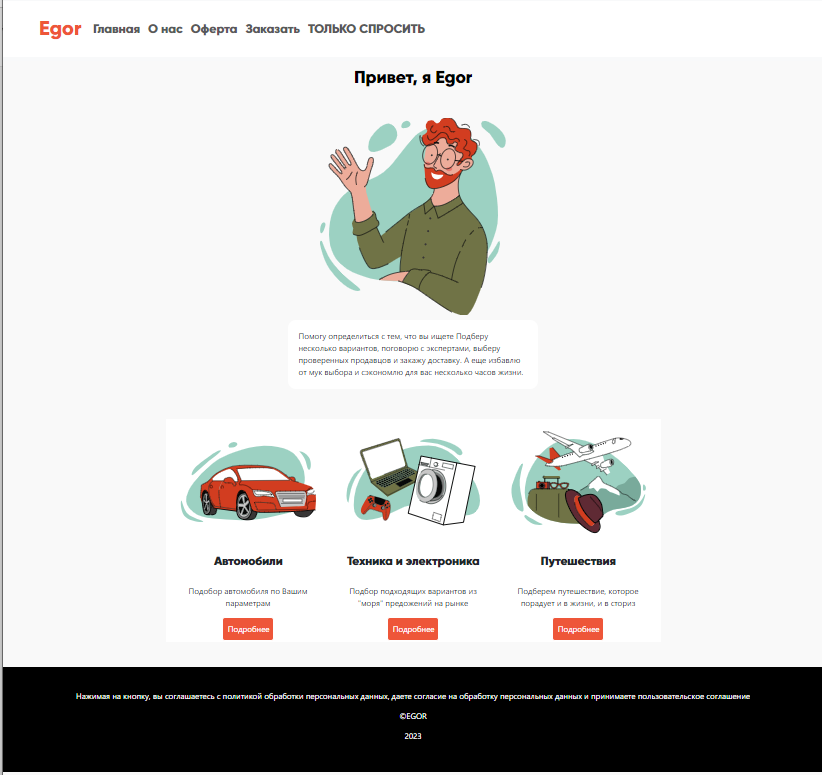 Egor Главная О нас Оферта Заказать ТОЛЬКО СПРОСИТЬ
Привет, я Egor
Помогу определиться с тем, что вы ищете Подберу
несколько вариантов, поговорю с экспертами, выберу
проверенных продавцов и закажу доставку. А еще избавлю
от мук выбора и сэкономлю для вас несколько часов жизни.
Автомобили
Подобор автомобиля по Вашим
параметрам
Подробнее
Техника и электроника
Подбор подходящих вариантов из
"моря" предожений на рынке
Подробнее
Путешествия
Подберем путешествие, которое
порадует и в жизни, и в сториз
Подробнее
Нажимая на кнопку, вы соглашаетесь с политикой обработки персональных данных, даете согласие на обработку персональных данных и принимаете пользовательское соглашение
©EGOR
2023